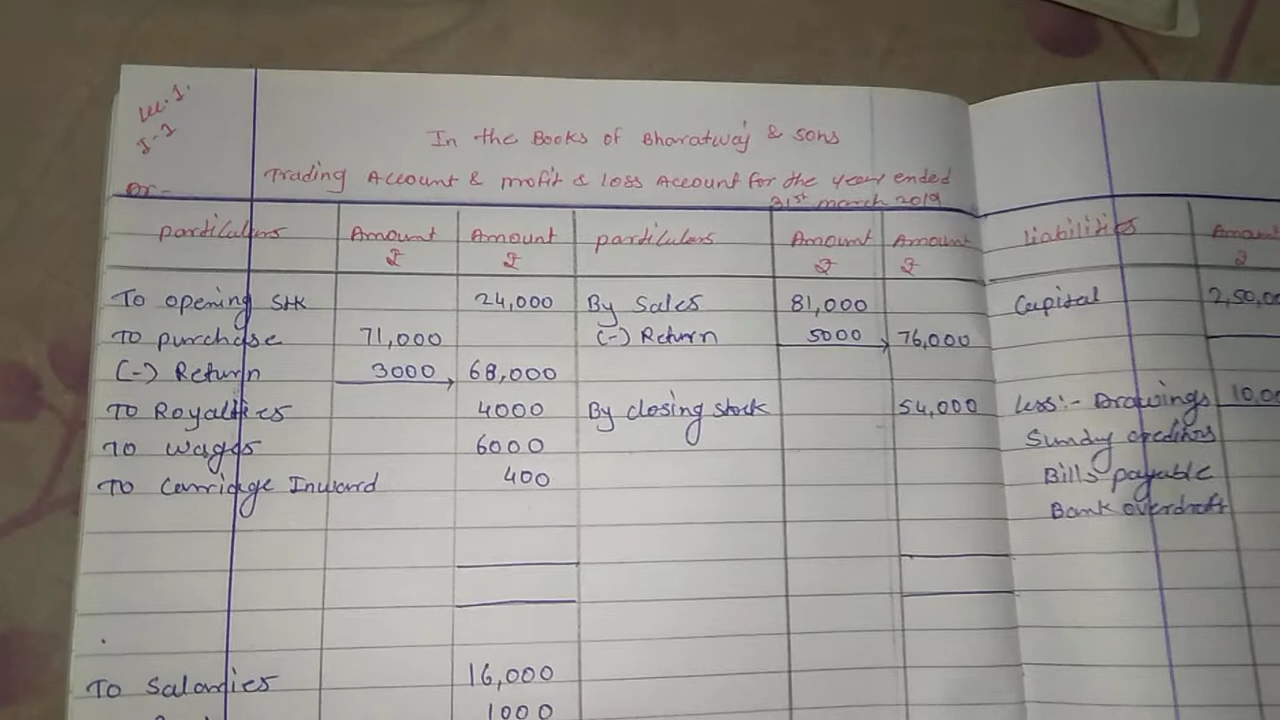 Lec. 1.
I-1
In the Books of Bharatwaj & sons
Trading Account & profit & loss Account for the year ended
31st march 2019
Dr-
particulars Amount ₹ Amount ₹ particulars Amount ₹ Amount ₹
To opening Stk 24,000 By Sales 81,000
To purchase 71,000 (-) Return 5000 76,000
(-) Return 3000 68,000
To Royalties 4000 By closing stock 54,000
To wages 6000
To Carriage Inward 400
To Salaries 16,000
1000
liabilities Amount ₹
Capital 2,50,00
less:- Drawings 10,00
Sundry creditors
Bills payable
Bank overdraft